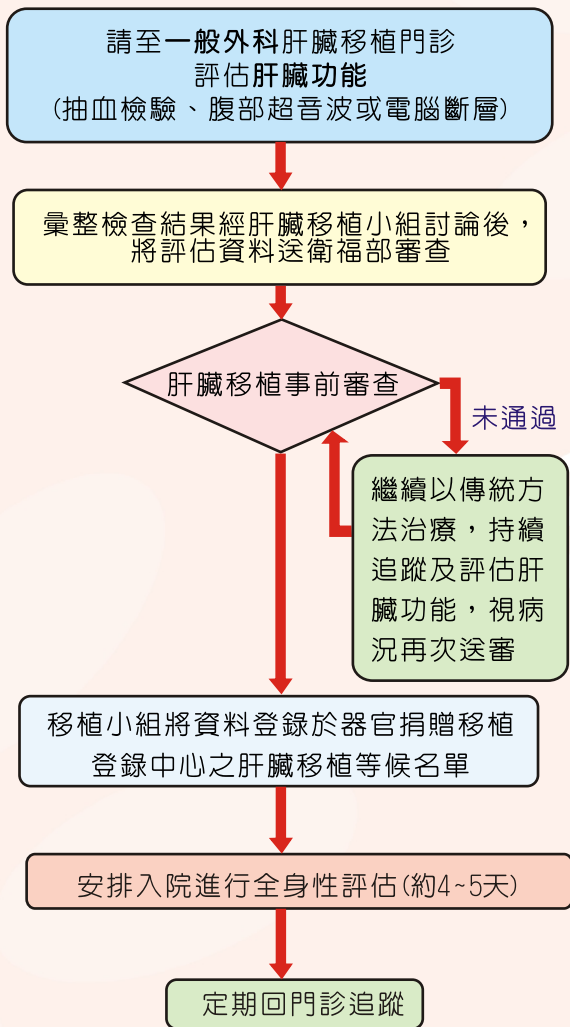 請至一般外科肝臟移植門診
評估肝臟功能
(抽血檢驗、腹部超音波或電腦斷層)
彙整檢查結果經肝臟移植小組討論後，
將評估資料送衛福部審查
肝臟移植事前審查
未通過
繼續以傳統方
法治療，持續
追蹤及評估肝
臟功能，視病
況再次送審
移植小組將資料登錄於器官捐贈移植
登錄中心之肝臟移植等候名單
安排入院進行全身性評估(約4~5天)
定期回門診追蹤